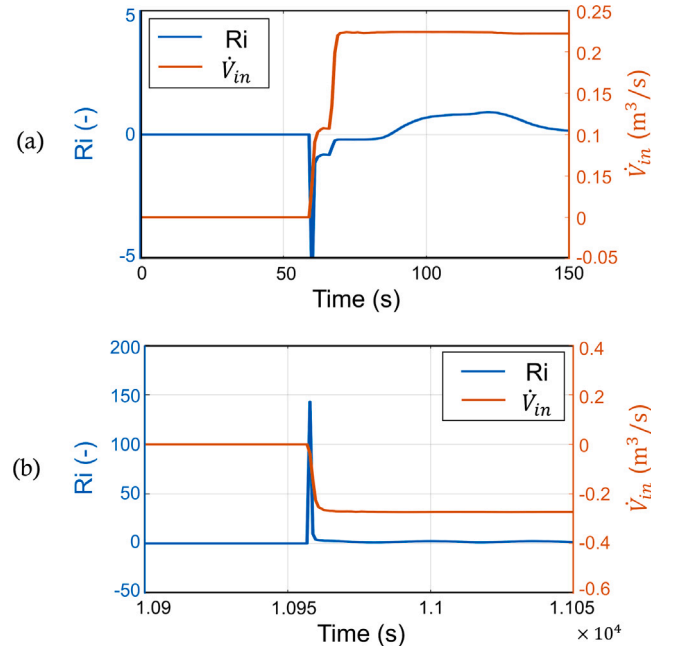 (a)
Ri (-)
5
0
-5
Ri
V̇in
0.25
0.2
0.15
0.1
0.05
0
-0.05
V̇in (m³/s)
0
50
100
150
Time (s)
(b)
Ri (-)
200
150
100
50
0
-50
Ri
V̇in
0.4
0.2
0
-0.2
-0.4
-0.6
V̇in (m³/s)
1.09
1.095
1.1
1.105
Time (s)
× 10⁴